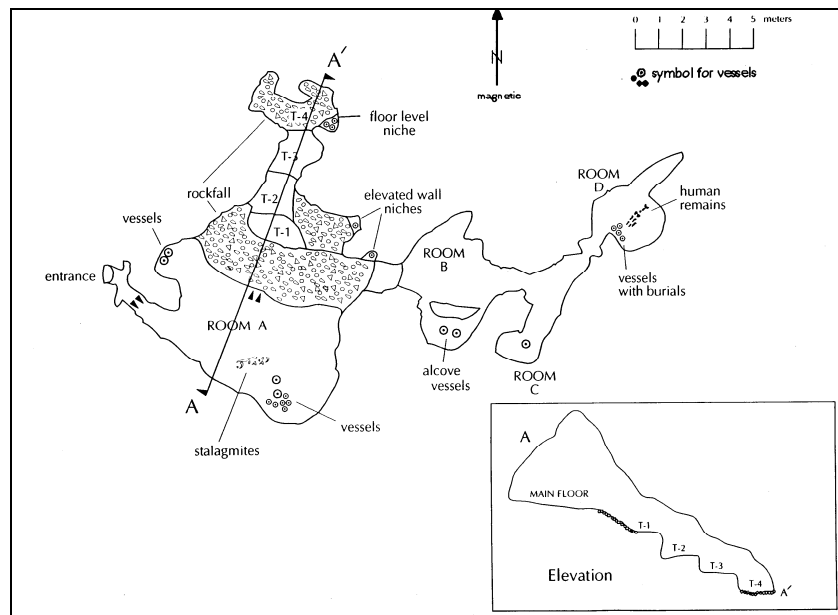 0 1 2 3 4 5 meters
symbol for vessels
N
magnetic
A′
floor level
niche
T-4
T-3
rockfall
T-2
elevated wall
niches
T-1
vessels
entrance
ROOM A
ROOM
B
ROOM
D
human
remains
vessels
with burials
alcove
vessels
ROOM
C
A
stalagmites
vessels
A
MAIN FLOOR
T-1
T-2
T-3
T-4
A′
Elevation